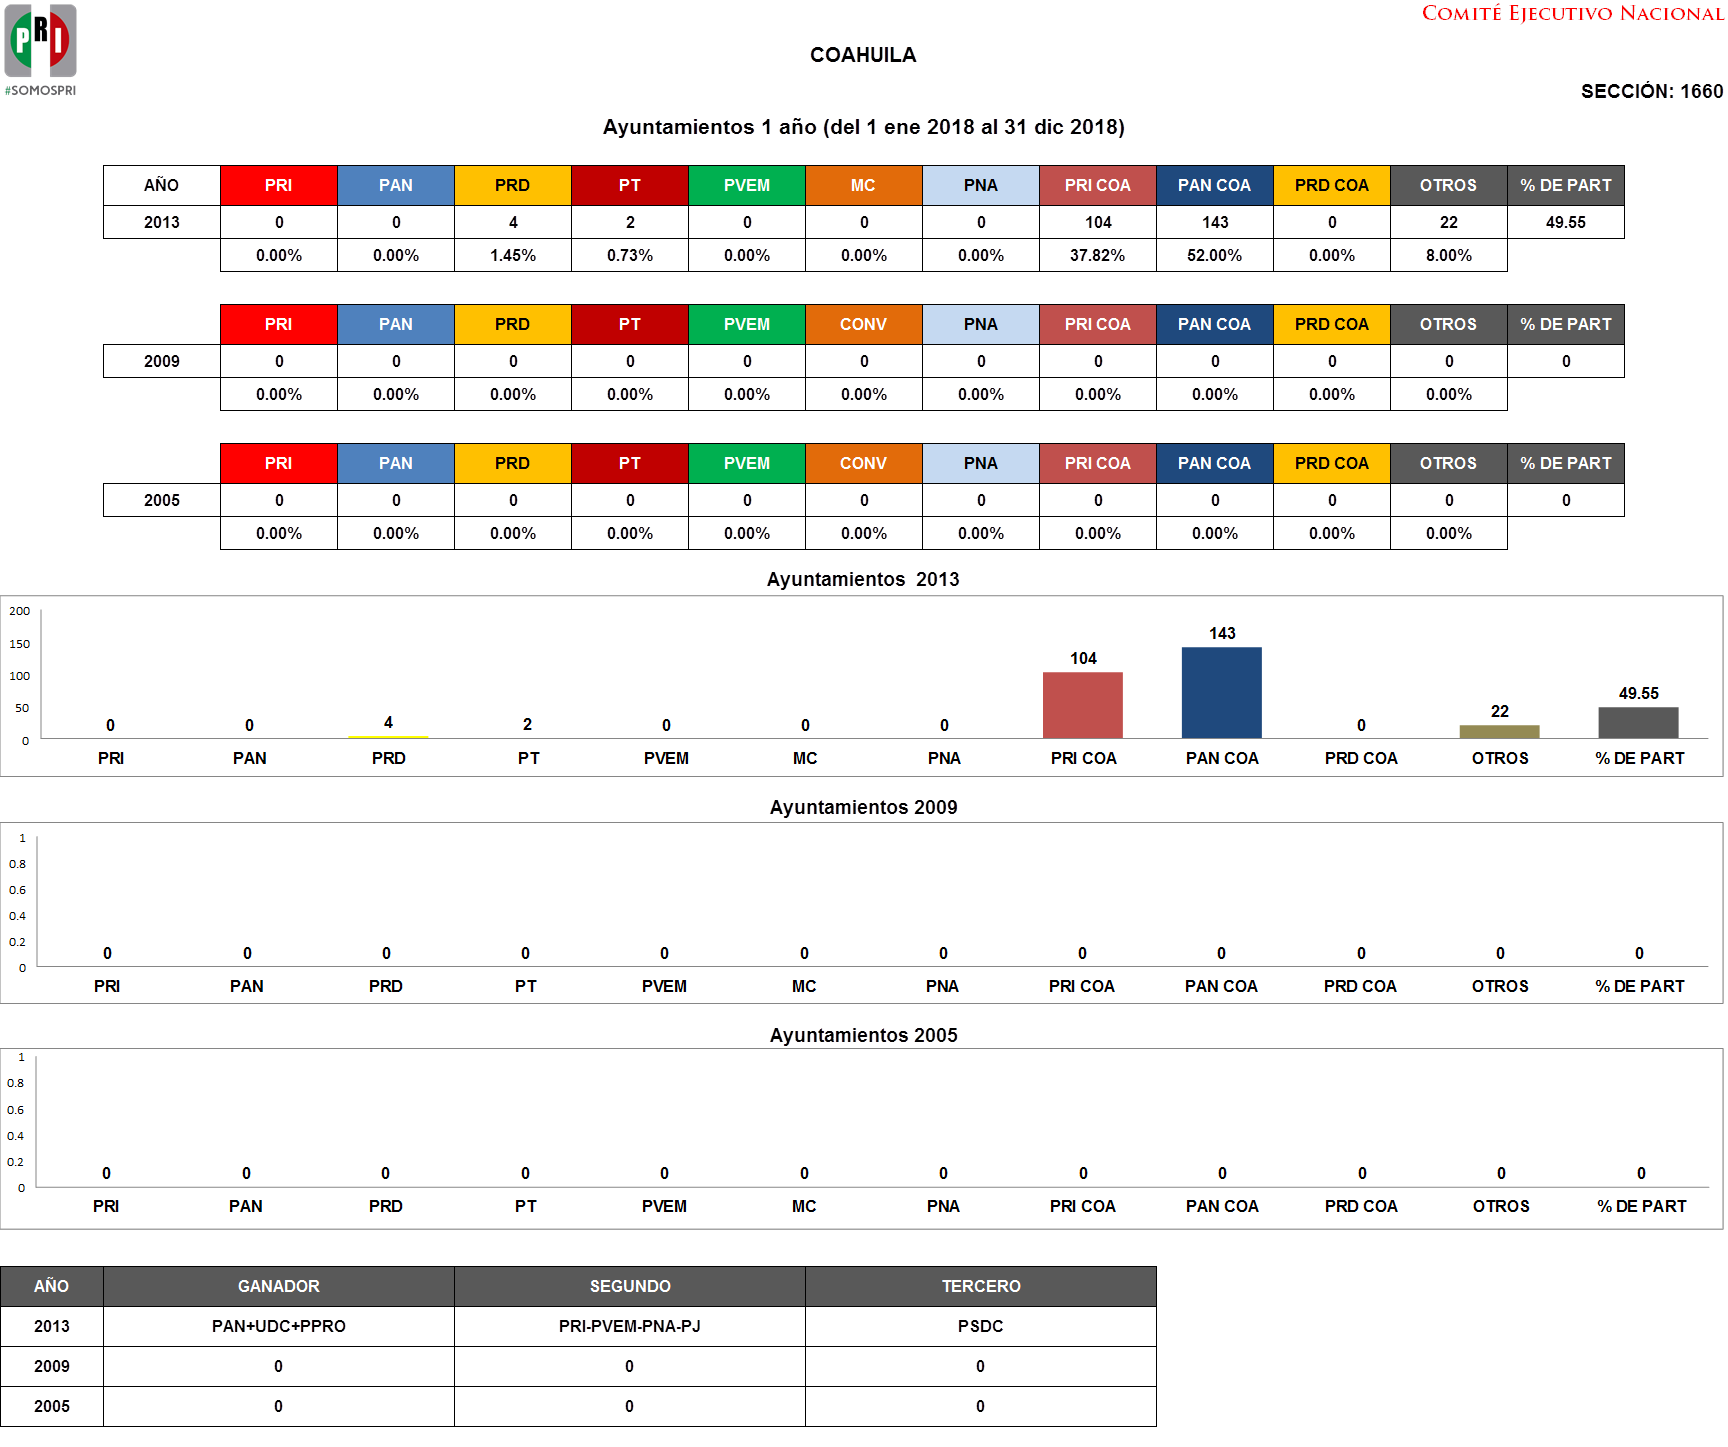 PRI
#SOMOSPRI
COMITÉ EJECUTIVO NACIONAL
COAHUILA
SECCIÓN: 1660
Ayuntamientos 1 año (del 1 ene 2018 al 31 dic 2018)
AÑO PRI PAN PRD PT PVEM MC PNA PRI COA PAN COA PRD COA OTROS % DE PART
2013 0 0 4 2 0 0 0 104 143 0 22 49.55
0.00% 0.00% 1.45% 0.73% 0.00% 0.00% 0.00% 37.82% 52.00% 0.00% 8.00%
PRI PAN PRD PT PVEM CONV PNA PRI COA PAN COA PRD COA OTROS % DE PART
2009 0 0 0 0 0 0 0 0 0 0 0 0
0.00% 0.00% 0.00% 0.00% 0.00% 0.00% 0.00% 0.00% 0.00% 0.00% 0.00%
PRI PAN PRD PT PVEM CONV PNA PRI COA PAN COA PRD COA OTROS % DE PART
2005 0 0 0 0 0 0 0 0 0 0 0 0
0.00% 0.00% 0.00% 0.00% 0.00% 0.00% 0.00% 0.00% 0.00% 0.00% 0.00%
Ayuntamientos 2013
200
150
100
50
0
0 0 4 2 0 0 0 104 143 0 22 49.55
PRI PAN PRD PT PVEM MC PNA PRI COA PAN COA PRD COA OTROS % DE PART
Ayuntamientos 2009
1
0.8
0.6
0.4
0.2
0
0 0 0 0 0 0 0 0 0 0 0 0
PRI PAN PRD PT PVEM MC PNA PRI COA PAN COA PRD COA OTROS % DE PART
Ayuntamientos 2005
1
0.8
0.6
0.4
0.2
0
0 0 0 0 0 0 0 0 0 0 0 0
PRI PAN PRD PT PVEM MC PNA PRI COA PAN COA PRD COA OTROS % DE PART
AÑO GANADOR SEGUNDO TERCERO
2013 PAN+UDC+PPRO PRI-PVEM-PNA-PJ PSDC
2009 0 0 0
2005 0 0 0